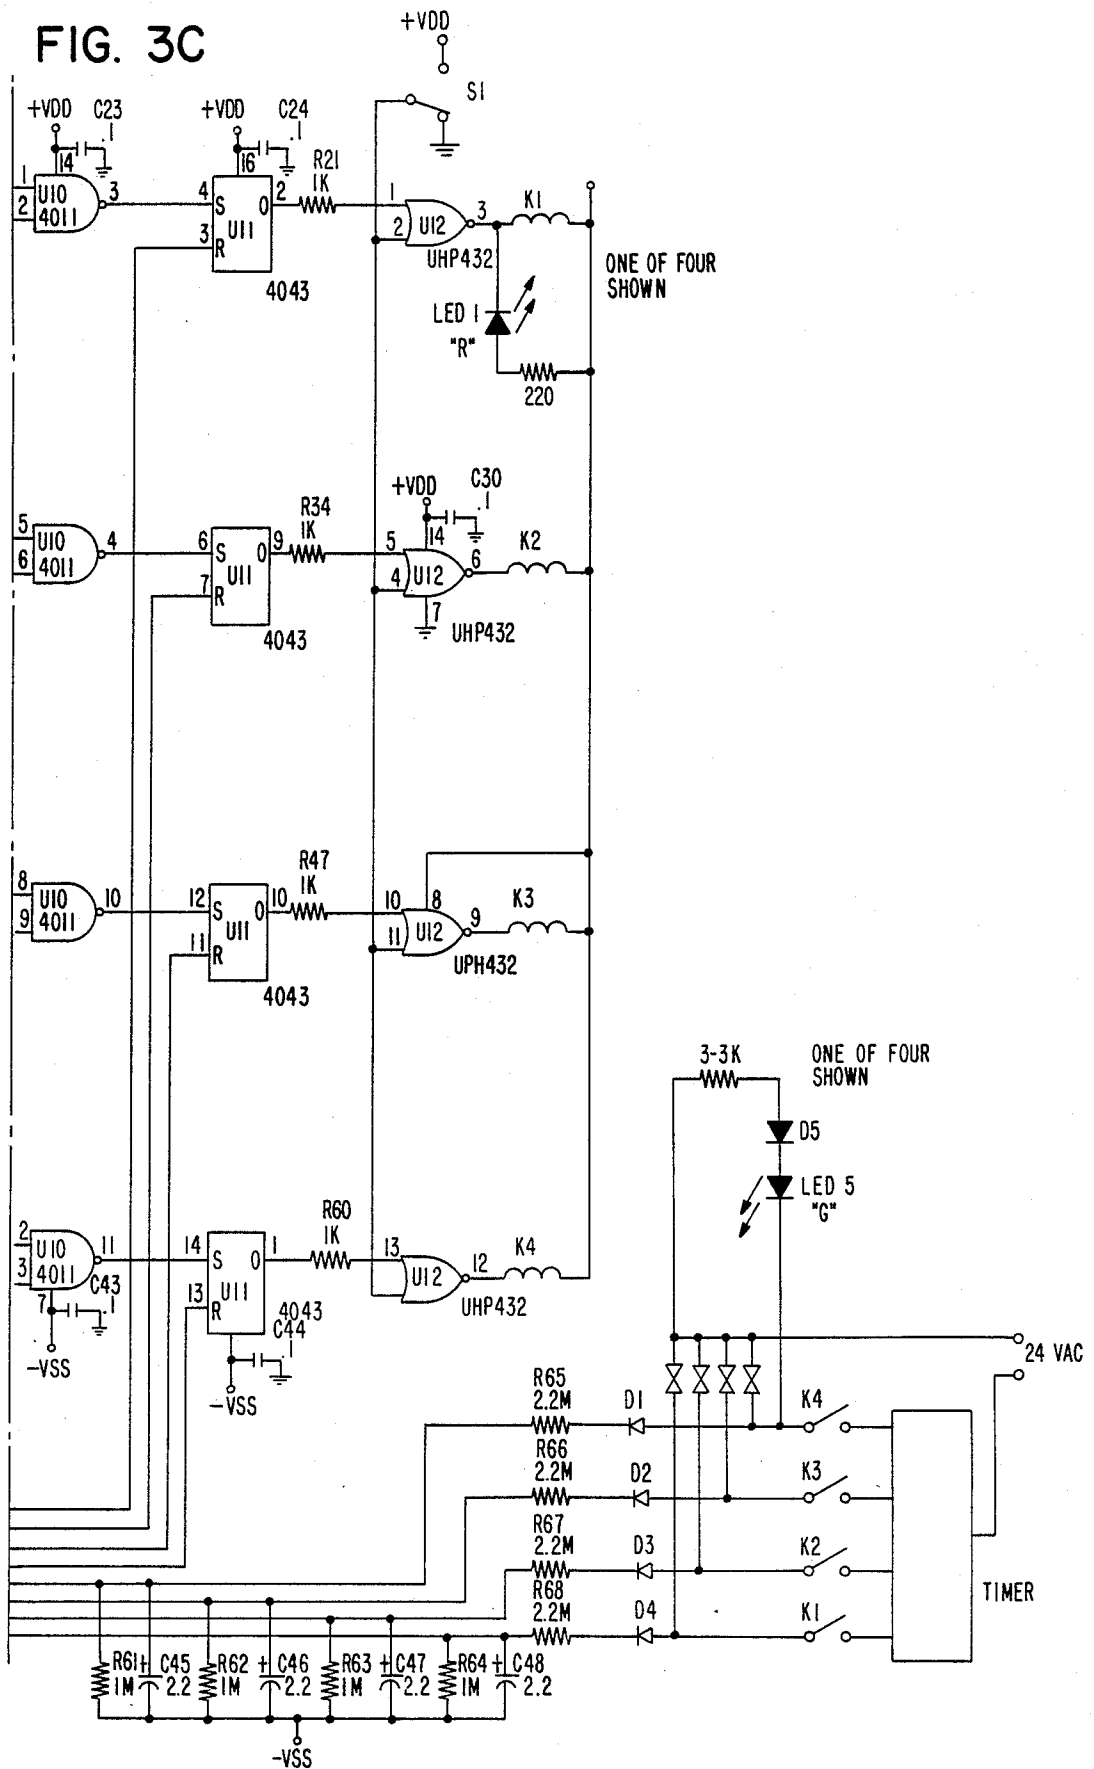 FIG. 3C
+VDD
S1
+VDD C23
.1
14
+VDD C24
.1
16
R21
1K
1
2
U10
4011
3
4 S
3 R
O 2
U11
4043
1
2
U12
3
UHP432
K1
ONE OF FOUR
SHOWN
LED 1
"R"
220
5
6
U10
4011
4
6 S
7 R
O 9
U11
4043
R34
1K
+VDD
C30
.1
14
5
4
U12
6
7
UHP432
K2
8
9
U10
4011
10
12 S
11 R
O 10
U11
4043
R47
1K
10
11
8
U12
9
UPH432
K3
3-3K
ONE OF FOUR
SHOWN
D5
LED 5
"G"
2
3
U10
4011
11
7
C43
.1
-VSS
14 S
13 R
O 1
U11
4043
C44
.1
-VSS
R60
1K
13
U12
12
UHP432
K4
24 VAC
R65
2.2M
D1
K4
R66
2.2M
D2
K3
R67
2.2M
D3
K2
R68
2.2M
D4
K1
TIMER
R61
1M
+ C45
2.2
R62
1M
+ C46
2.2
R63
1M
+ C47
2.2
R64
1M
+ C48
2.2
-VSS